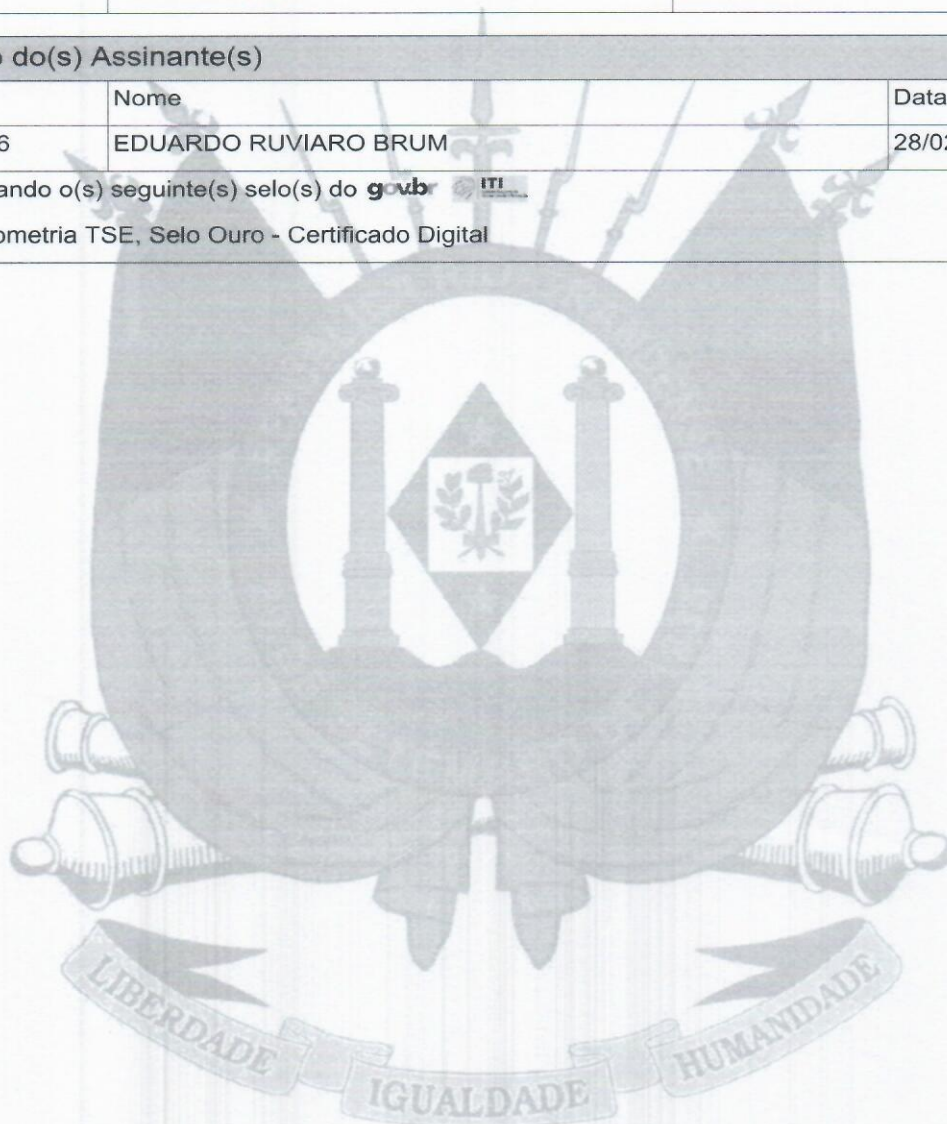 do(s) Assinante(s)
Nome
Data
6
EDUARDO RUVIARO BRUM
28/02
ando o(s) seguinte(s) selo(s) do gov.br ITI
ometria TSE, Selo Ouro - Certificado Digital
LIBERDADE
IGUALDADE
HUMANIDADE